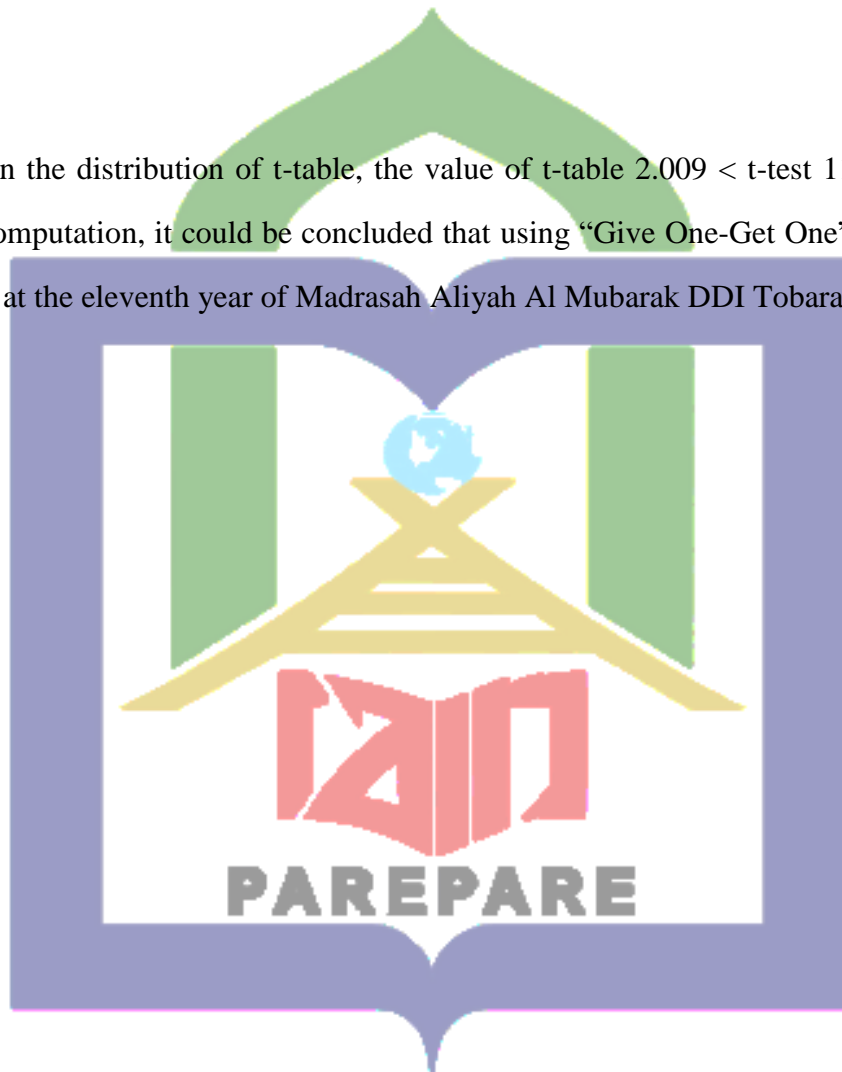 n the distribution of t-table, the value of t-table 2.009 < t-test 1
omputation, it could be concluded that using “Give One-Get One”
at the eleventh year of Madrasah Aliyah Al Mubarak DDI Tobara
iain
PAREPARE